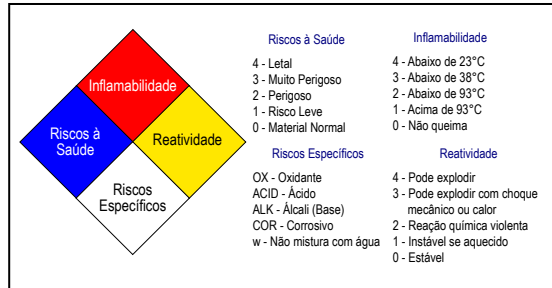 Inflamabilidade
Riscos à
Saúde
Reatividade
Riscos
Específicos
Riscos à Saúde
4 - Letal
3 - Muito Perigoso
2 - Perigoso
1 - Risco Leve
0 - Material Normal
Inflamabilidade
4 - Abaixo de 23°C
3 - Abaixo de 38°C
2 - Abaixo de 93°C
1 - Acima de 93°C
0 - Não queima
Riscos Específicos
OX - Oxidante
ACID - Ácido
ALK - Álcali (Base)
COR - Corrosivo
w - Não mistura com água
Reatividade
4 - Pode explodir
3 - Pode explodir com choque
mecânico ou calor
2 - Reação química violenta
1 - Instável se aquecido
0 - Estável